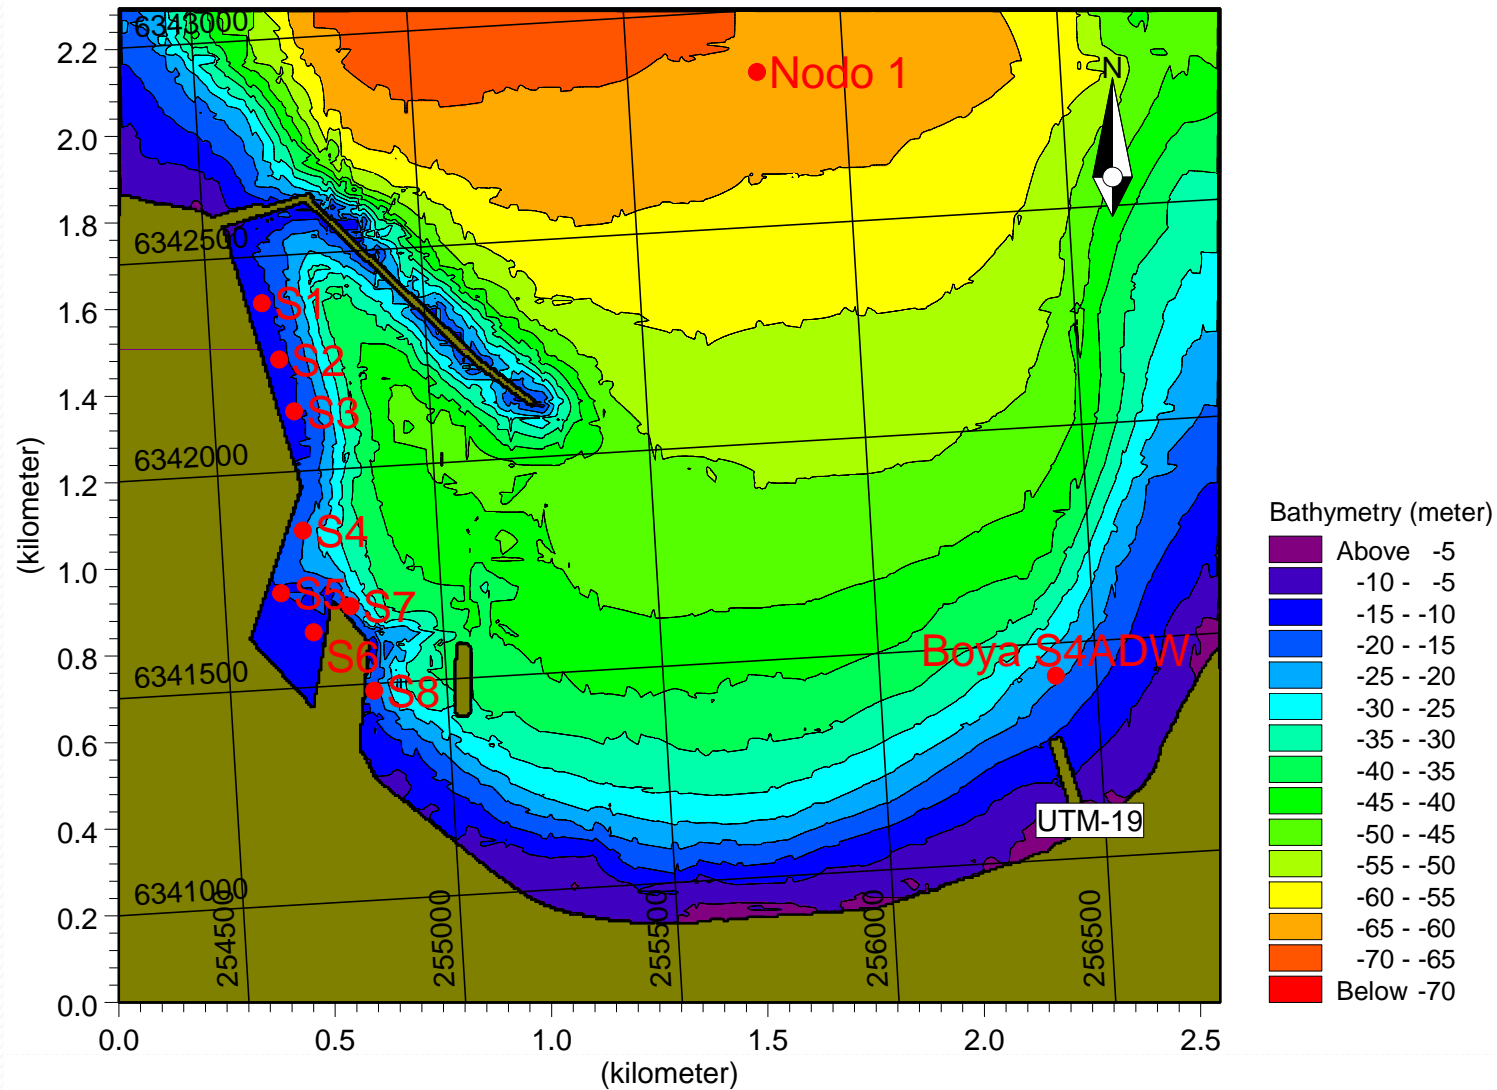 6343000
2.2
Nodo 1
N
2.0
1.8
6342500
1.6
S1
S2
1.4
S3
6342000
1.2
S4
1.0
S5
S7
S6
0.8
Boya S4ADW
6341500
S8
0.6
UTM-19
0.4
6341000
0.2
254500
255000
255500
256000
256500
0.0
0.0
0.5
1.0
1.5
2.0
2.5
(kilometer)
(kilometer)
Bathymetry (meter)
Above -5
-10 - -5
-15 - -10
-20 - -15
-25 - -20
-30 - -25
-35 - -30
-40 - -35
-45 - -40
-50 - -45
-55 - -50
-60 - -55
-65 - -60
-70 - -65
Below -70